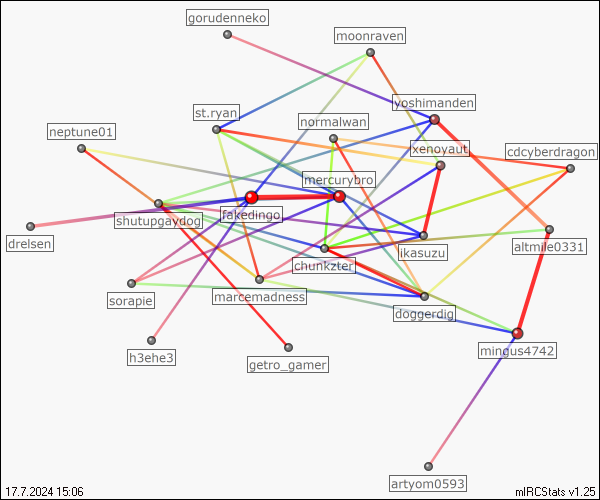 gorudenneko
moonraven
yoshimanden
st.ryan
normalwan
neptune01
xenoyaut
cdcyberdragon
mercurybro
fakedingo
shutupgaydog
drelsen
ikasuzu
altmile0331
chunkzter
sorapie
marcemadness
doggerdig
h3ehe3
getro_gamer
mingus4742
artyom0593
17.7.2024 15:06
mIRCStats v1.25